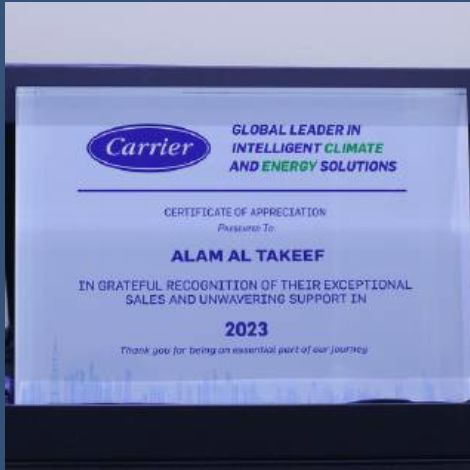 Carrier
GLOBAL LEADER IN
INTELLIGENT CLIMATE
AND ENERGY SOLUTIONS
CERTIFICATE OF APPRECIATION
PRESENTED TO:
ALAM AL TAKEEF
IN GRATEFUL RECOGNITION OF THEIR EXCEPTIONAL
SALES AND UNWAVERING SUPPORT IN
2023
Thank you for being an essential part of our journey